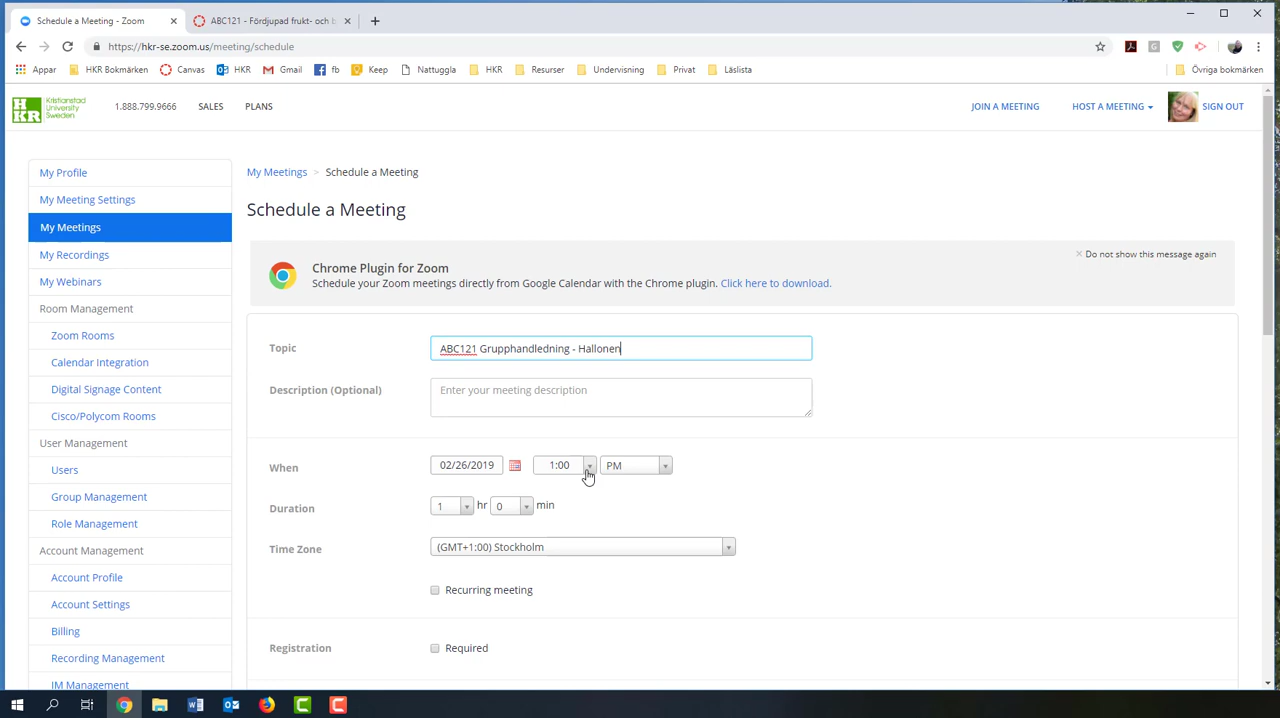 Schedule a Meeting - Zoom
ABC121 - Fördjupad frukt- och b
https://hkr-se.zoom.us/meeting/schedule
Appar HKR Bokmärken Canvas HKR Gmail fb Keep Nattuggla HKR Resurser Undervisning Privat Läslista Övriga bokmärken
HKR Kristianstad University Sweden
1.888.799.9666 SALES PLANS JOIN A MEETING HOST A MEETING SIGN OUT
My Profile
My Meeting Settings
My Meetings
My Recordings
My Webinars
Room Management
Zoom Rooms
Calendar Integration
Digital Signage Content
Cisco/Polycom Rooms
User Management
Users
Group Management
Role Management
Account Management
Account Profile
Account Settings
Billing
Recording Management
IM Management
My Meetings > Schedule a Meeting
Schedule a Meeting
Do not show this message again
Chrome Plugin for Zoom
Schedule your Zoom meetings directly from Google Calendar with the Chrome plugin. Click here to download.
Topic ABC121 Grupphandledning - Hallonen
Description (Optional) Enter your meeting description
When 02/26/2019 1:00 PM
Duration 1 hr 0 min
Time Zone (GMT+1:00) Stockholm
Recurring meeting
Registration Required